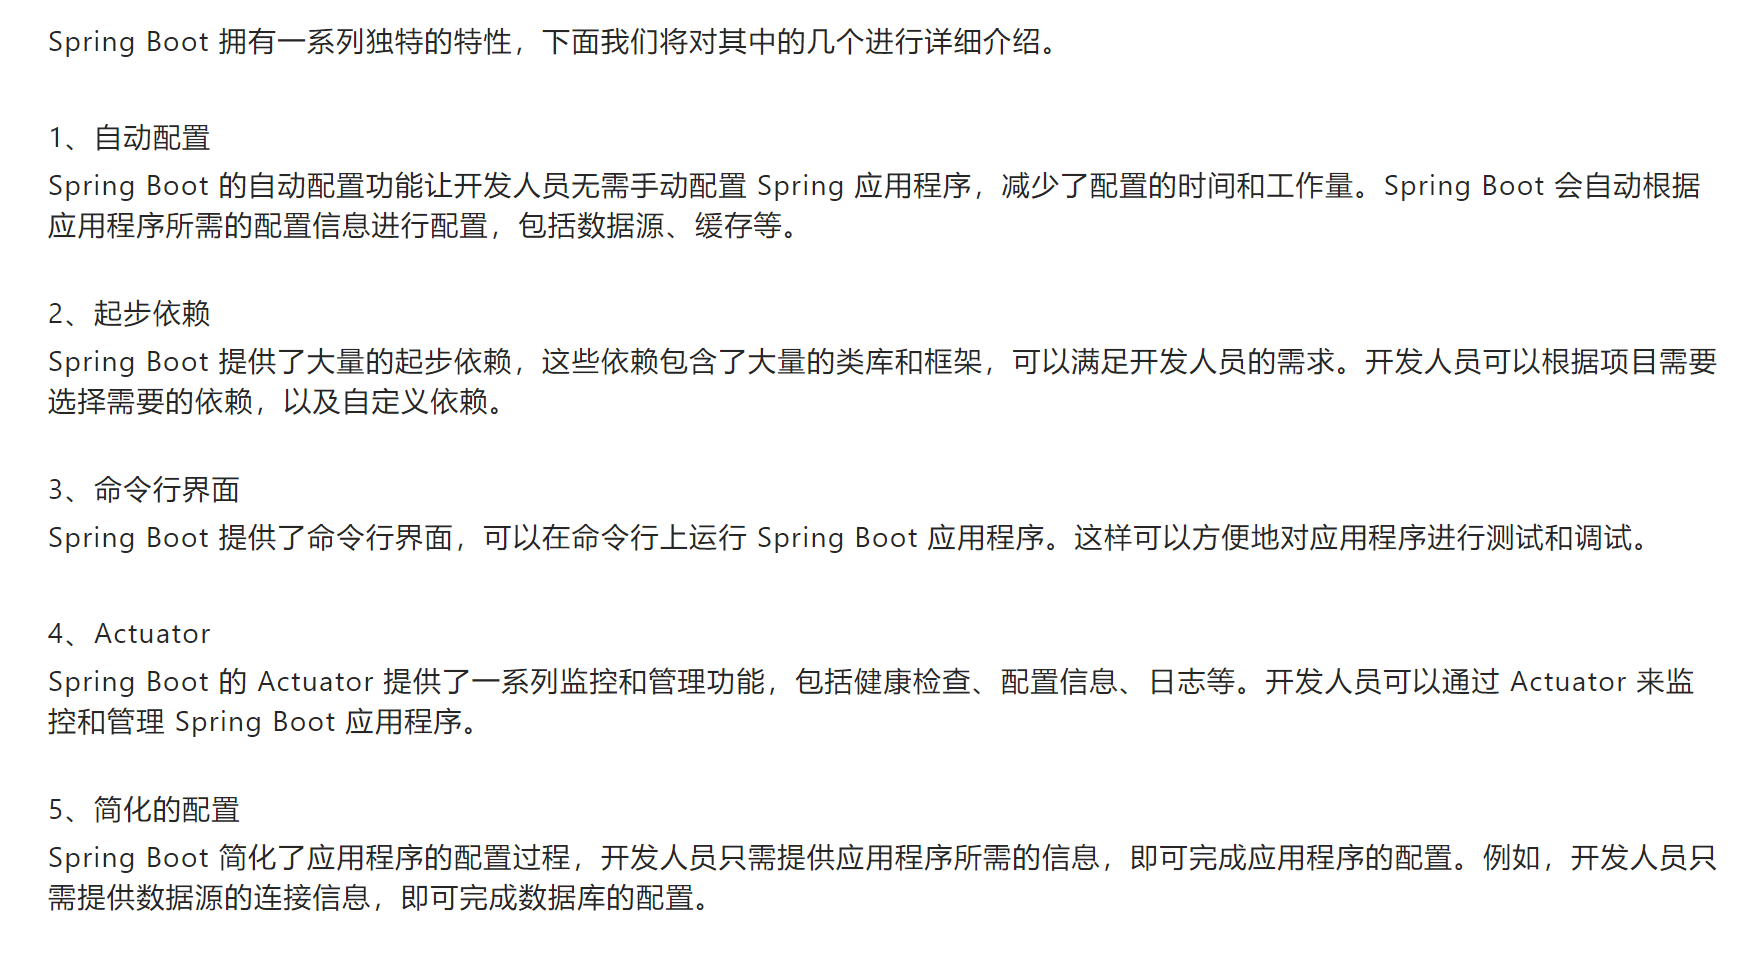 Spring Boot 拥有一系列独特的特性，下面我们将对其中的几个进行详细介绍。
1、自动配置
Spring Boot 的自动配置功能让开发人员无需手动配置 Spring 应用程序，减少了配置的时间和工作量。Spring Boot 会自动根据
应用程序所需的配置信息进行配置，包括数据源、缓存等。
2、起步依赖
Spring Boot 提供了大量的起步依赖，这些依赖包含了大量的类库和框架，可以满足开发人员的需求。开发人员可以根据项目需要
选择需要的依赖，以及自定义依赖。
3、命令行界面
Spring Boot 提供了命令行界面，可以在命令行上运行 Spring Boot 应用程序。这样可以方便地对应用程序进行测试和调试。
4、Actuator
Spring Boot 的 Actuator 提供了一系列监控和管理功能，包括健康检查、配置信息、日志等。开发人员可以通过 Actuator 来监
控和管理 Spring Boot 应用程序。
5、简化的配置
Spring Boot 简化了应用程序的配置过程，开发人员只需提供应用程序所需的信息，即可完成应用程序的配置。例如，开发人员只
需提供数据源的连接信息，即可完成数据库的配置。